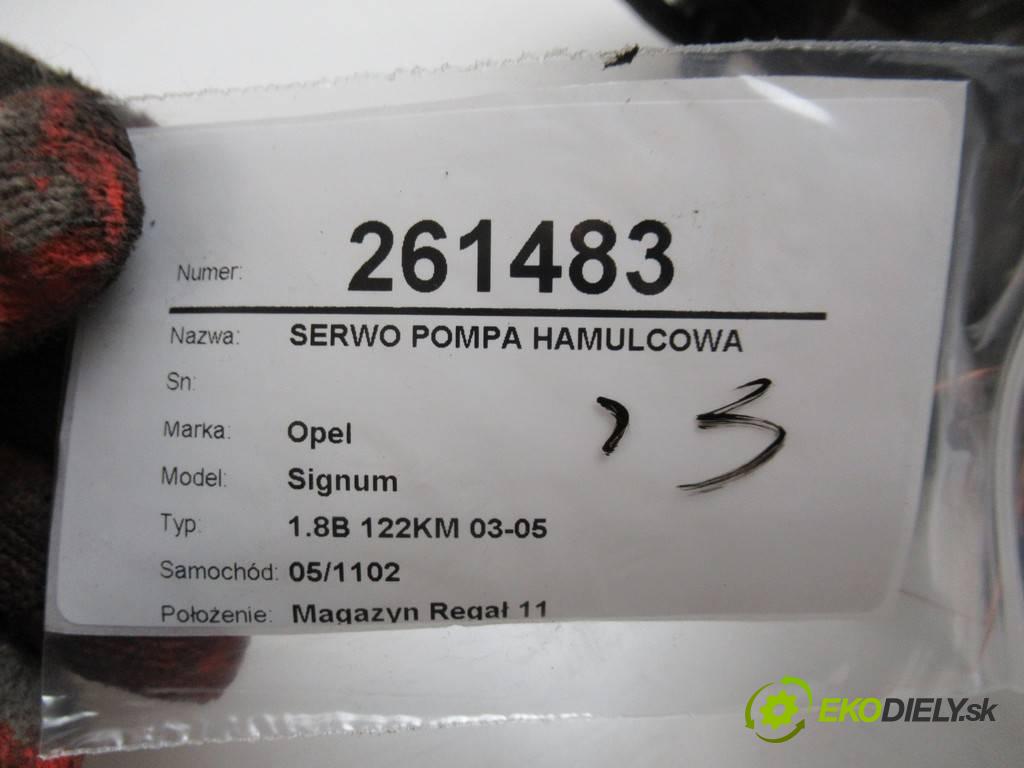 Numer: 261483
Nazwa: SERWO POMPA HAMULCOWA
Sn:
Marka: Opel
Model: Signum
Typ: 1.8B 122KM 03-05
Samochód: 05/1102
Położenie: Magazyn Regał 11
EKODIELY.sk